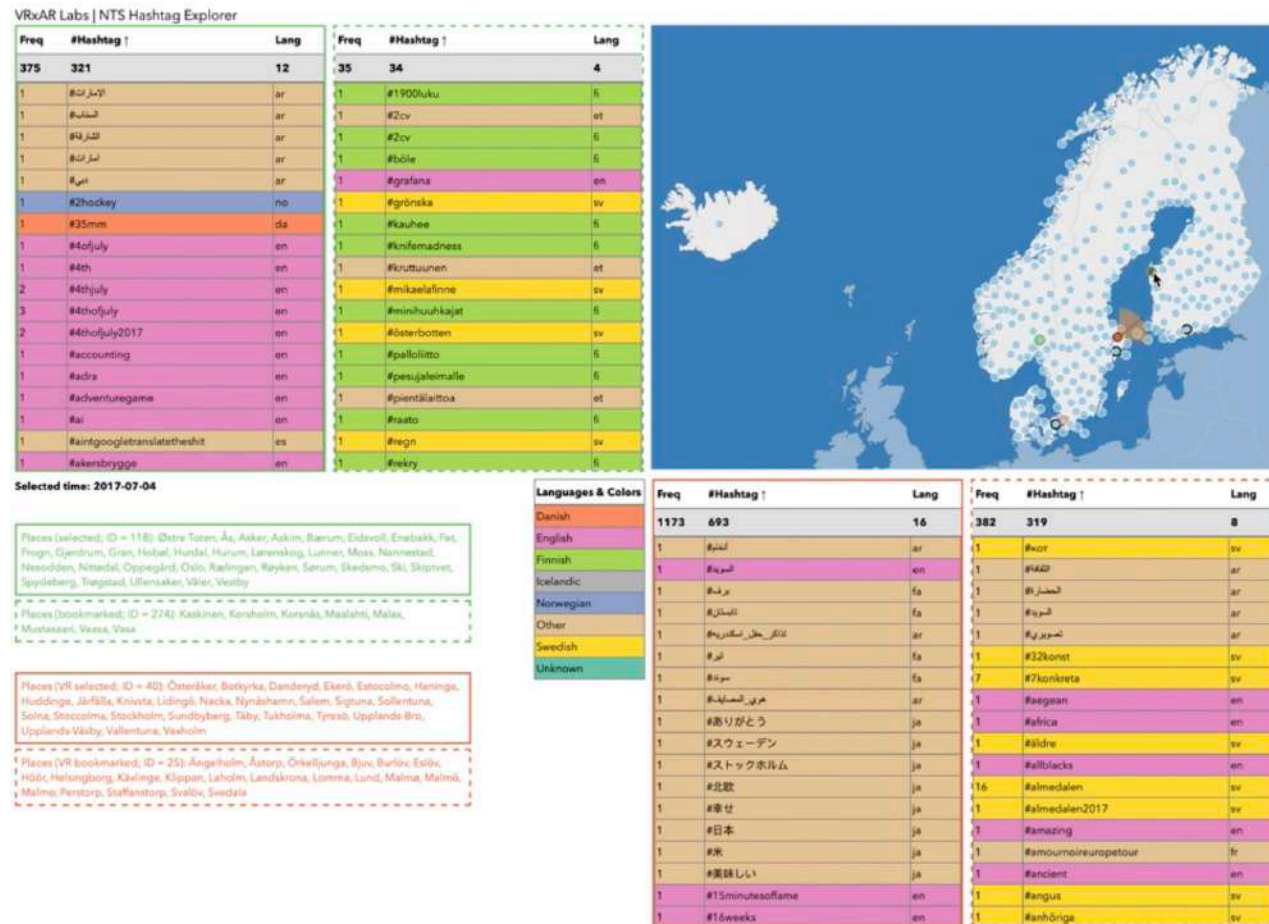 VRxAR Labs | NTS Hashtag Explorer
Freq #Hashtag ↑ Lang
375 321 12
1 #الإمارات ar
1 ar
1 #الشارقة ar
1 #امارات ar
1 #دبي ar
1 #2hockey no
1 #35mm da
1 #4ofjuly en
1 #4th en
2 #4thjuly en
3 #4thofjuly en
2 #4thofjuly2017 en
1 #accounting en
1 #adra en
1 #adventuregame en
1 #ai en
1 #aintgoogletranslatetheshit es
1 #akersbrygge en
Freq #Hashtag ↑ Lang
35 34 4
1 #1900luku fi
1 #2cv et
1 #2cv fi
1 #böle fi
1 #grafana en
1 #grönska sv
1 #kauhee fi
1 #knifemadness fi
1 #kruttuunen et
1 #mikaelafinne sv
1 #minihuuhkajat fi
1 #österbotten sv
1 #palloliitto fi
1 #pesujaleimalle fi
1 #pientälaittoa et
1 #raato fi
1 #regn sv
1 #rekry fi
Selected time: 2017-07-04
Places (selected; ID = 118): Østre Toten, Ås, Asker, Askim, Bærum, Eidsvoll, Enebakk, Fet,
Frogn, Gjerdrum, Gran, Hobøl, Hurdal, Hurum, Lørenskog, Lunner, Moss, Nannestad,
Nesodden, Nittedal, Oppegård, Oslo, Rælingen, Røyken, Sørum, Skedsmo, Ski, Skiptvet,
Spydeberg, Trøgstad, Ullensaker, Våler, Vestby
Places (bookmarked; ID = 274): Kaskinen, Korsholm, Korsnäs, Maalahti, Malax,
Mustasaari, Vaasa, Vasa
Places (VR selected; ID = 40): Österåker, Botkyrka, Danderyd, Ekerö, Estocolmo, Haninge,
Huddinge, Järfälla, Knivsta, Lidingö, Nacka, Nynäshamn, Salem, Sigtuna, Sollentuna,
Solna, Stoccolma, Stockholm, Sundbyberg, Täby, Tukholma, Tyresö, Upplands-Bro,
Upplands-Väsby, Vallentuna, Vaxholm
Places (VR bookmarked; ID = 25): Ängelholm, Åstorp, Örkelljunga, Bjuv, Burlöv, Eslöv,
Höör, Helsingborg, Kävlinge, Klippan, Laholm, Landskrona, Lomma, Lund, Malmø, Malmö,
Malmo, Perstorp, Staffanstorp, Svalöv, Svedala
Languages & Colors
Danish
English
Finnish
Icelandic
Norwegian
Other
Swedish
Unknown
Freq #Hashtag ↑ Lang
1173 693 16
1 ar
1 #السويد en
1 #برف fa
1 #تابستان fa
1 #تذاكر_حفل_اسكندريه ar
1 #تیر fa
1 #سوئد fa
1 ar
1 #ありがとう ja
1 #スウェーデン ja
1 #ストックホルム ja
1 #北欧 ja
1 #幸せ ja
1 #日本 ja
1 #米 ja
1 #美味しい ja
1 #15minutesoffame en
1 #16weeks en
Freq #Hashtag ↑ Lang
382 319 8
1 #кот sv
1 #الثقافة ar
1 #الحضارة ar
1 #السويد ar
1 #تصويري ar
1 #32konst sv
7 #7konkreta sv
1 #aegean en
1 #africa en
1 #äldre sv
1 #allblacks en
16 #almedalen sv
1 #almedalen2017 sv
1 #amazing en
1 #amournoireuropetour fr
1 #ancient en
1 #angus sv
1 #anhöriga sv